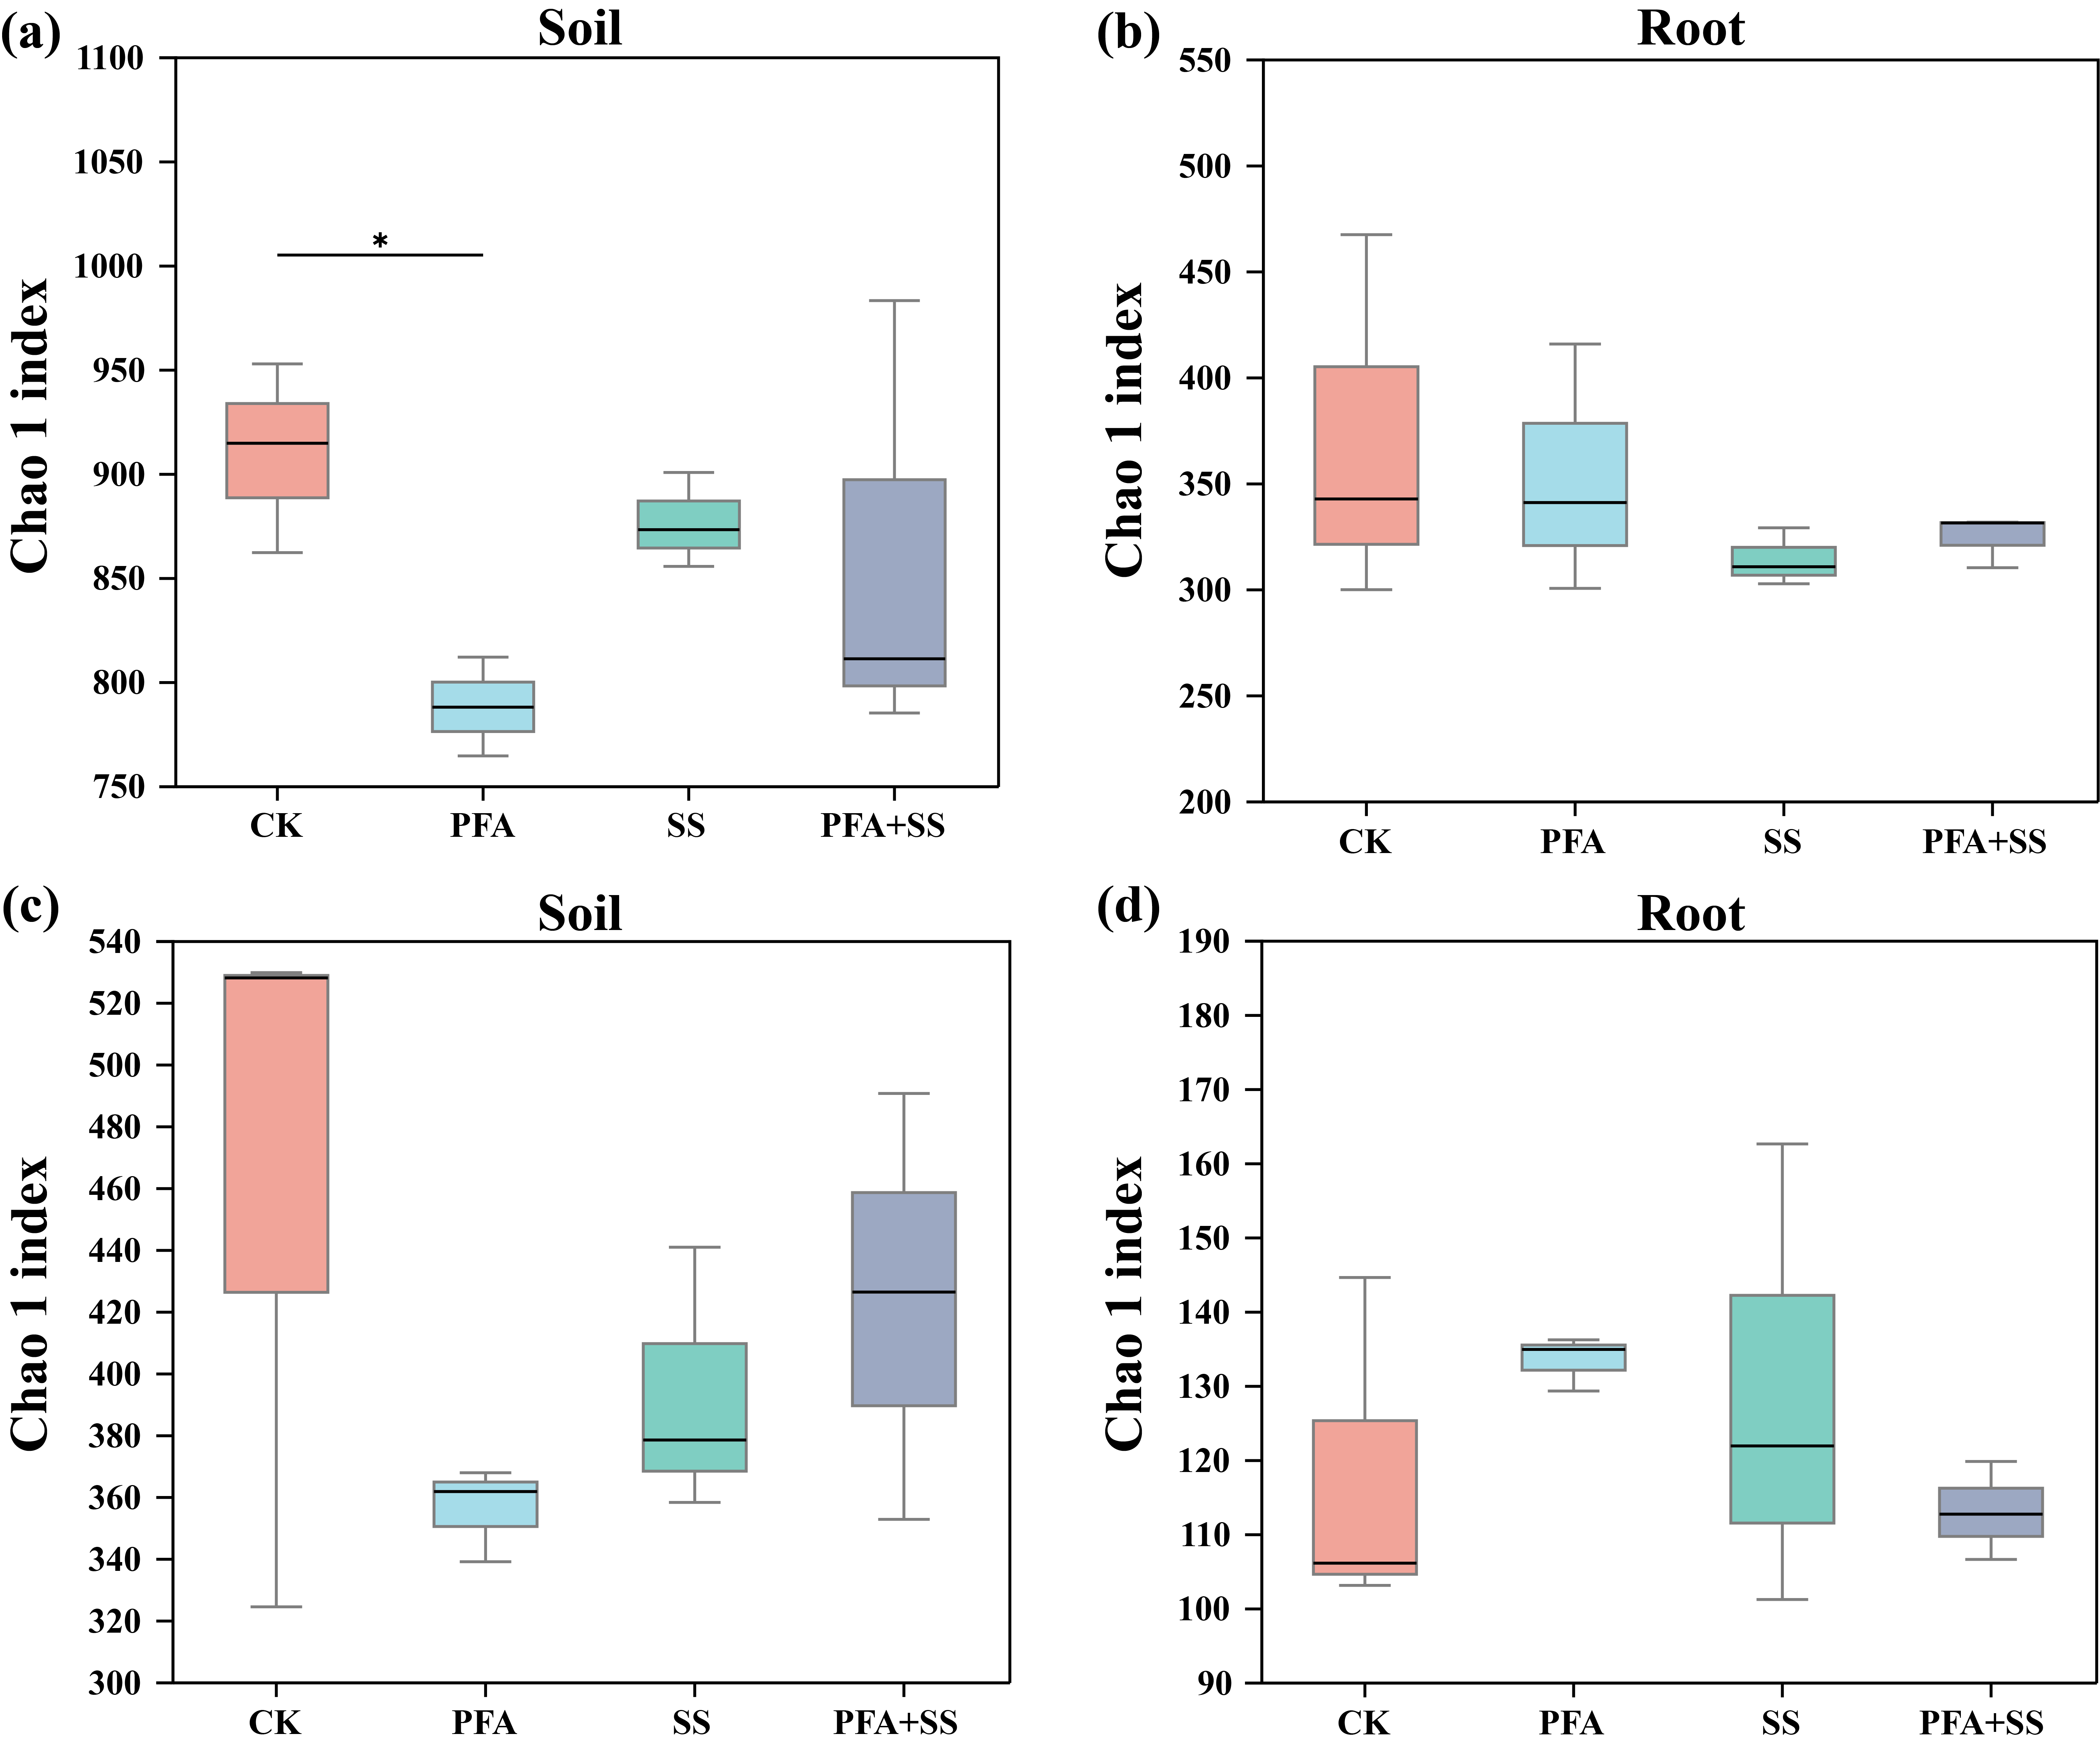 (a)
Soil
Chao 1 index
1100
1050
1000
950
900
850
800
750
*
CK
PFA
SS
PFA+SS
(b)
Root
Chao 1 index
550
500
450
400
350
300
250
200
CK
PFA
SS
PFA+SS
(c)
Soil
Chao 1 index
540
520
500
480
460
440
420
400
380
360
340
320
300
CK
PFA
SS
PFA+SS
(d)
Root
Chao 1 index
190
180
170
160
150
140
130
120
110
100
90
CK
PFA
SS
PFA+SS